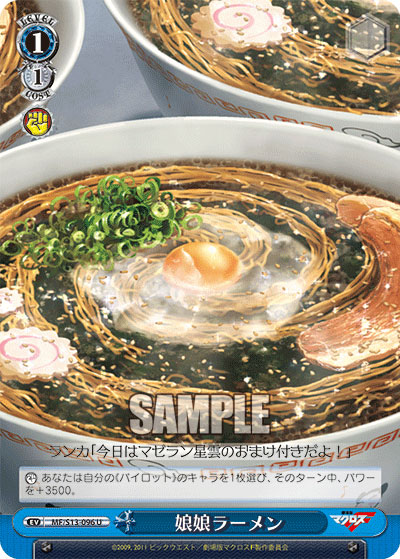 LEVEL
1
1
COST
SAMPLE
ランカ「今日はマゼラン星雲のおまけ付きだよ！」
あなたは自分の《パイロット》のキャラを1枚選び、そのターン中、パワー
を＋3500。
EV MF/S13-096 U
娘娘ラーメン
マクロスF
©2009, 2011 ビックウエスト／劇場版マクロスF製作委員会